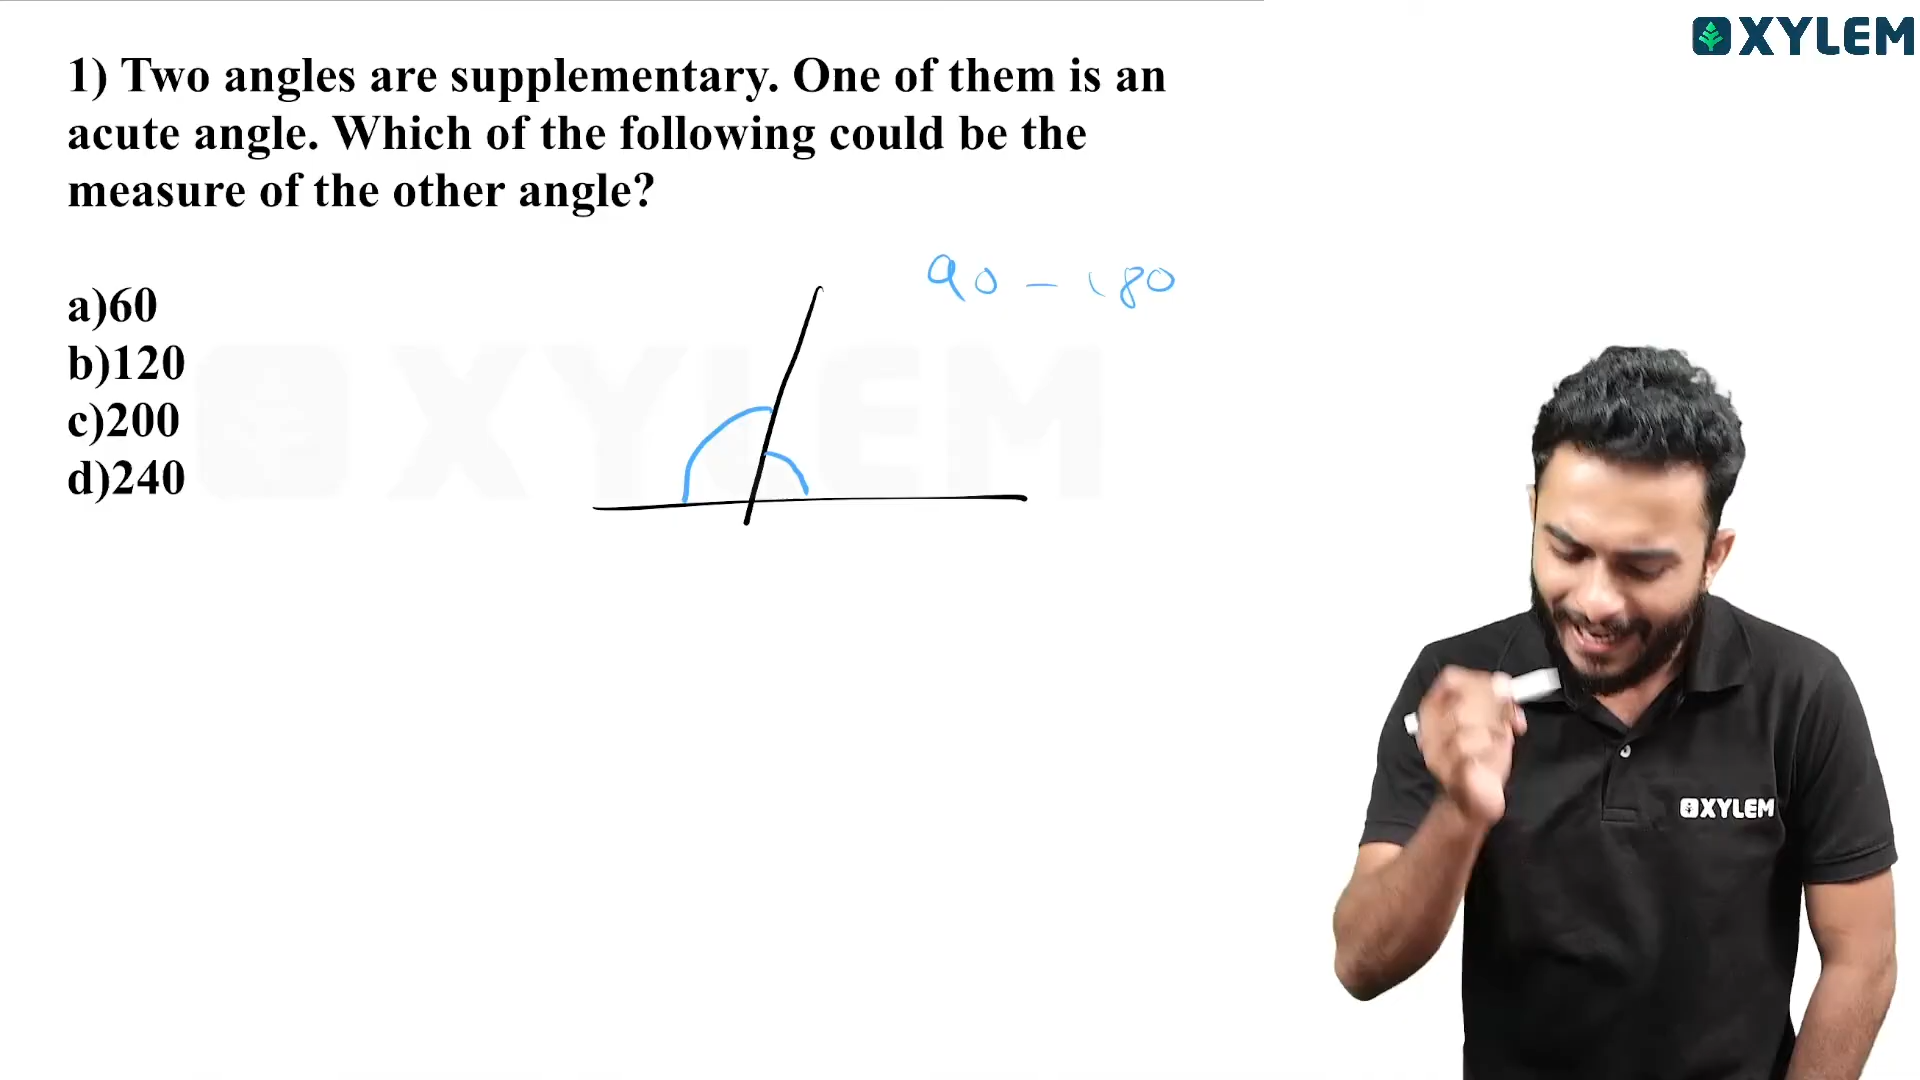 XYLEM
1) Two angles are supplementary. One of them is an
acute angle. Which of the following could be the
measure of the other angle?
90 - 180
a)60
b)120
c)200
d)240
XYLEM
XYLEM